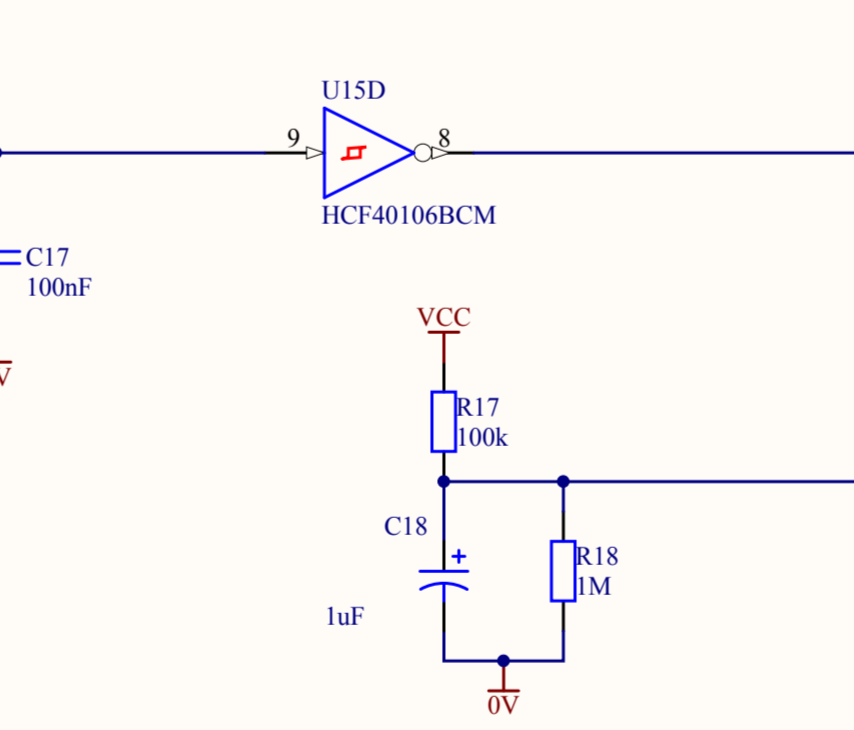 U15D
9
8
HCF40106BCM
C17
100nF
VCC
V
R17
100k
C18
+
R18
1M
1uF
0V